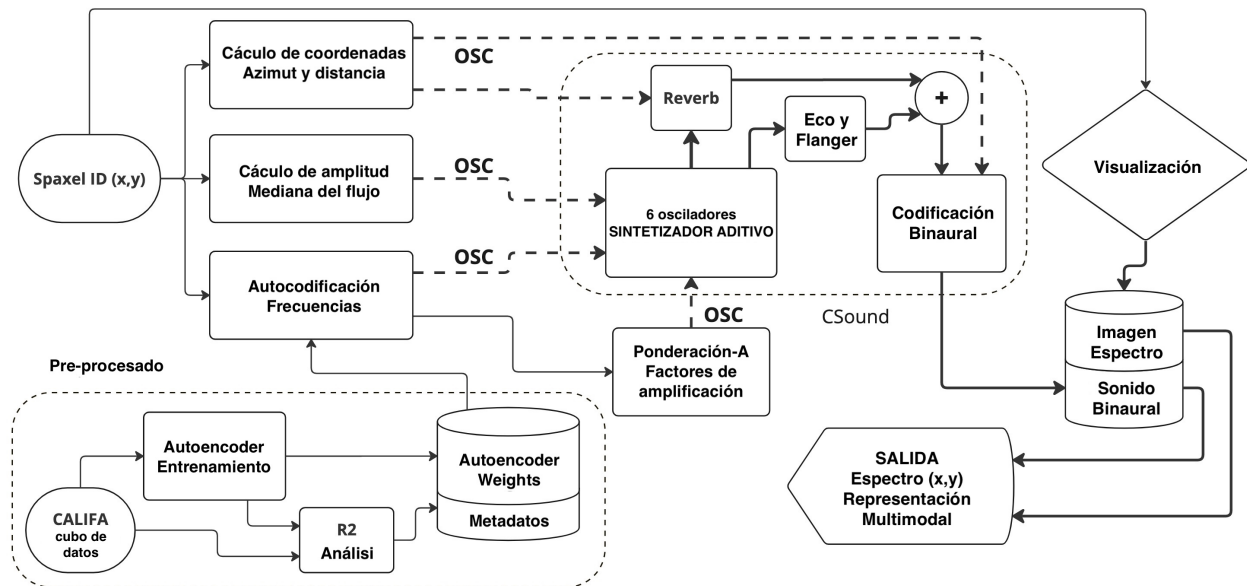 Cáculo de coordenadas
Azimut y distancia
OSC
Reverb
+
Eco y
Flanger
Spaxel ID (x,y)
Cáculo de amplitud
Mediana del flujo
OSC
6 osciladores
SINTETIZADOR ADITIVO
Codificación
Binaural
Visualización
Autocodificación
Frecuencias
OSC
OSC
CSound
Ponderación-A
Factores de
amplificación
Imagen
Espectro
Sonido
Binaural
Pre-procesado
Autoencoder
Entrenamiento
Autoencoder
Weights
Metadatos
CALIFA
cubo de
datos
R2
Análisi
SALIDA
Espectro (x,y)
Representación
Multimodal